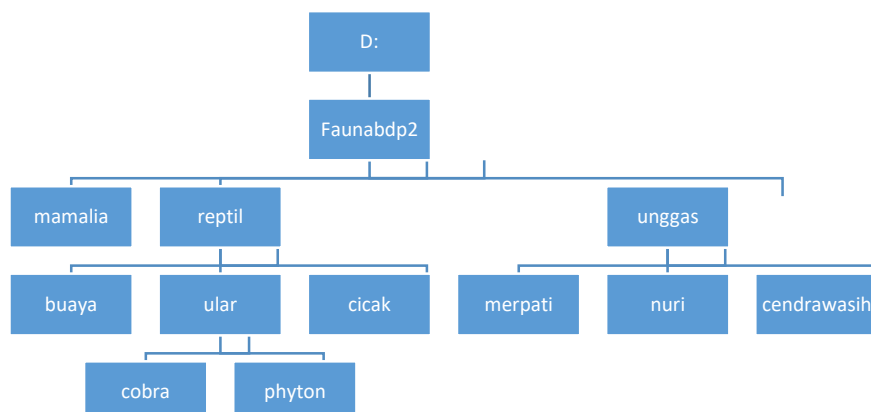 D:
Faunabdp2
mamalia
reptil
unggas
buaya
ular
cicak
merpati
nuri
cendrawasih
cobra
phyton